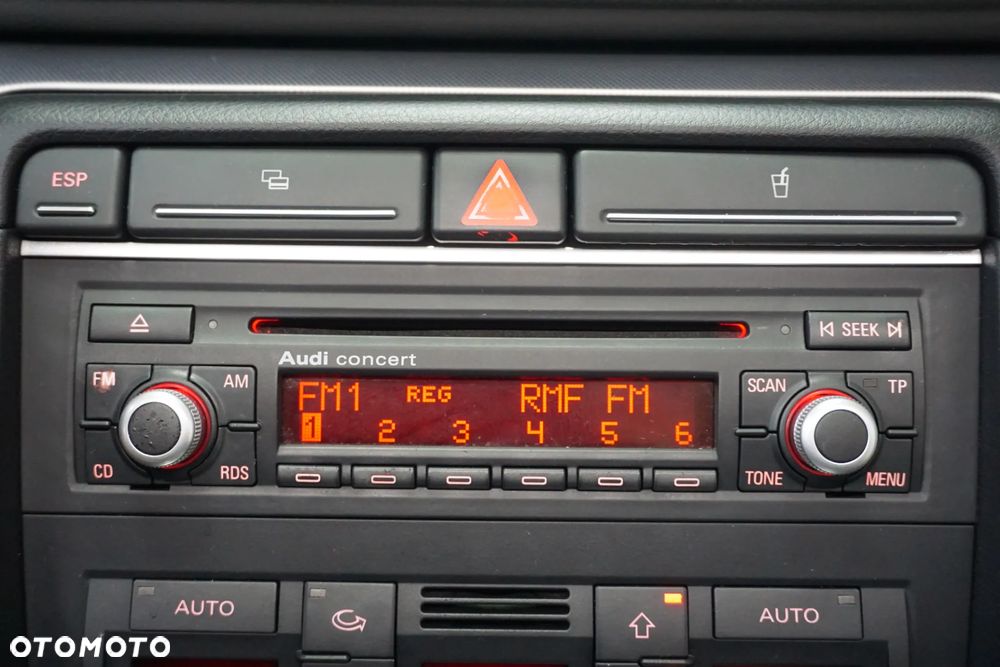 ESP
Audi concert
SEEK
FM AM
CD RDS
FM1 REG RMF FM
1 2 3 4 5 6
SCAN TP
TONE MENU
AUTO AUTO
OTOMOTO